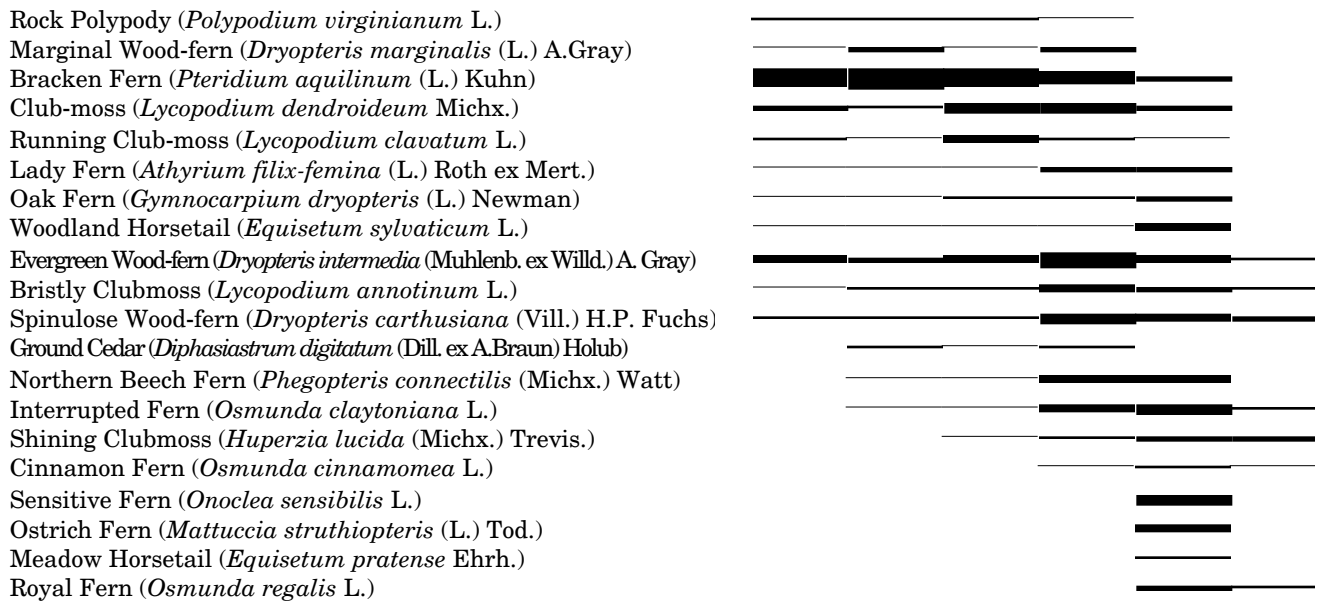 Rock Polypody (Polypodium virginianum L.)
Marginal Wood-fern (Dryopteris marginalis (L.) A.Gray)
Bracken Fern (Pteridium aquilinum (L.) Kuhn)
Club-moss (Lycopodium dendroideum Michx.)
Running Club-moss (Lycopodium clavatum L.)
Lady Fern (Athyrium filix-femina (L.) Roth ex Mert.)
Oak Fern (Gymnocarpium dryopteris (L.) Newman)
Woodland Horsetail (Equisetum sylvaticum L.)
Evergreen Wood-fern (Dryopteris intermedia (Muhlenb. ex Willd.) A. Gray)
Bristly Clubmoss (Lycopodium annotinum L.)
Spinulose Wood-fern (Dryopteris carthusiana (Vill.) H.P. Fuchs)
Ground Cedar (Diphasiastrum digitatum (Dill. ex A.Braun) Holub)
Northern Beech Fern (Phegopteris connectilis (Michx.) Watt)
Interrupted Fern (Osmunda claytoniana L.)
Shining Clubmoss (Huperzia lucida (Michx.) Trevis.)
Cinnamon Fern (Osmunda cinnamomea L.)
Sensitive Fern (Onoclea sensibilis L.)
Ostrich Fern (Mattuccia struthiopteris (L.) Tod.)
Meadow Horsetail (Equisetum pratense Ehrh.)
Royal Fern (Osmunda regalis L.)